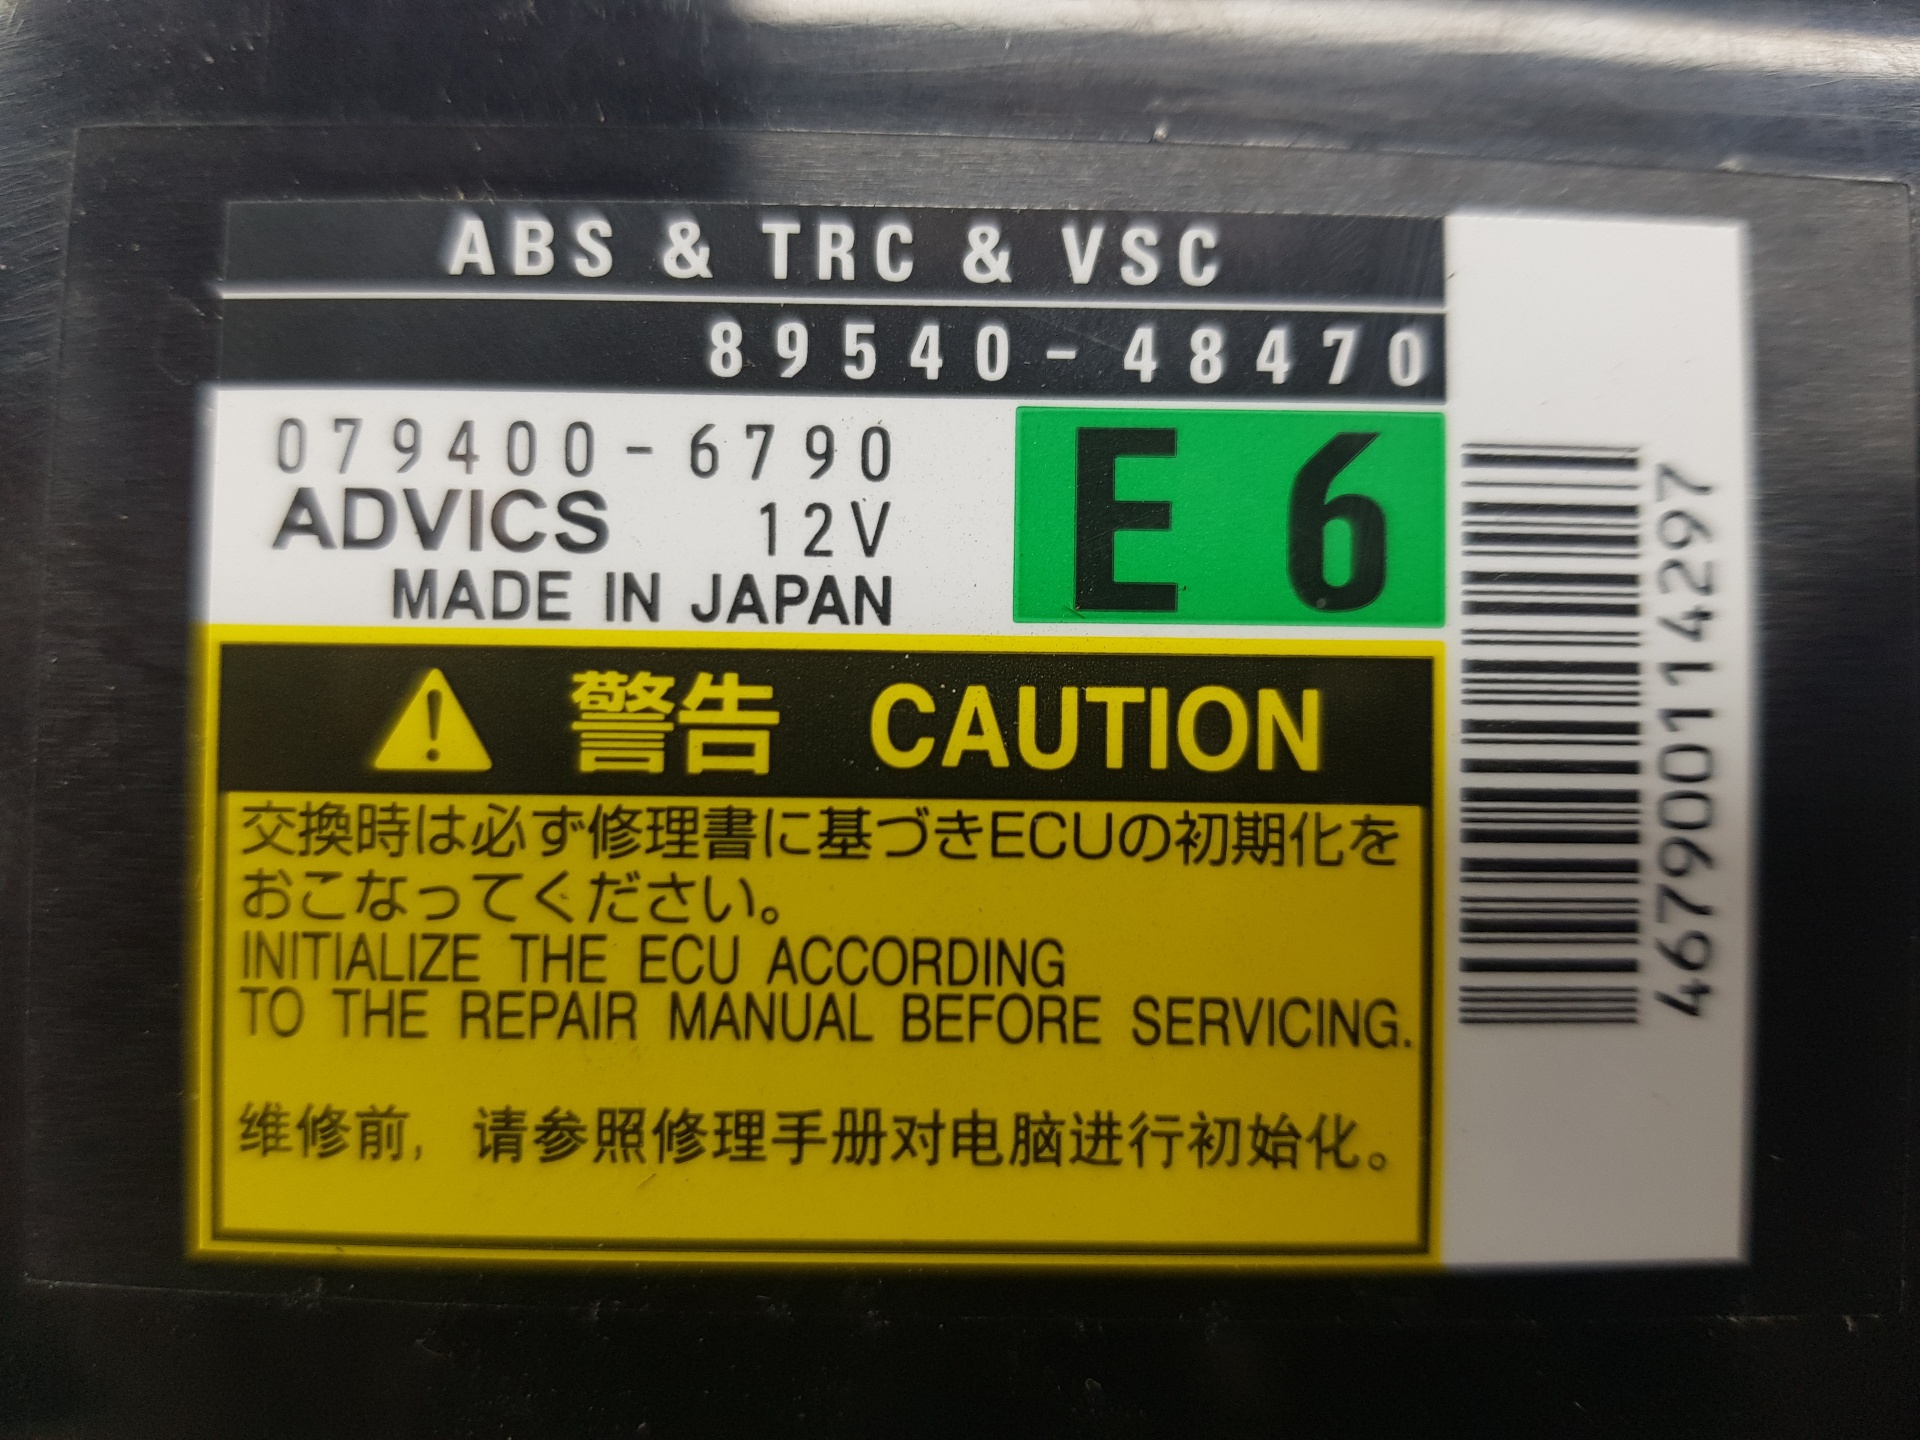 ABS & TRC & VSC
89540-48470
079400-6790
ADVICS 12V
MADE IN JAPAN
E 6
警告 CAUTION
交換時は必ず修理書に基づきECUの初期化を
おこなってください。
INITIALIZE THE ECU ACCORDING
TO THE REPAIR MANUAL BEFORE SERVICING.
维修前, 请参照修理手册对电脑进行初始化。
467900114297